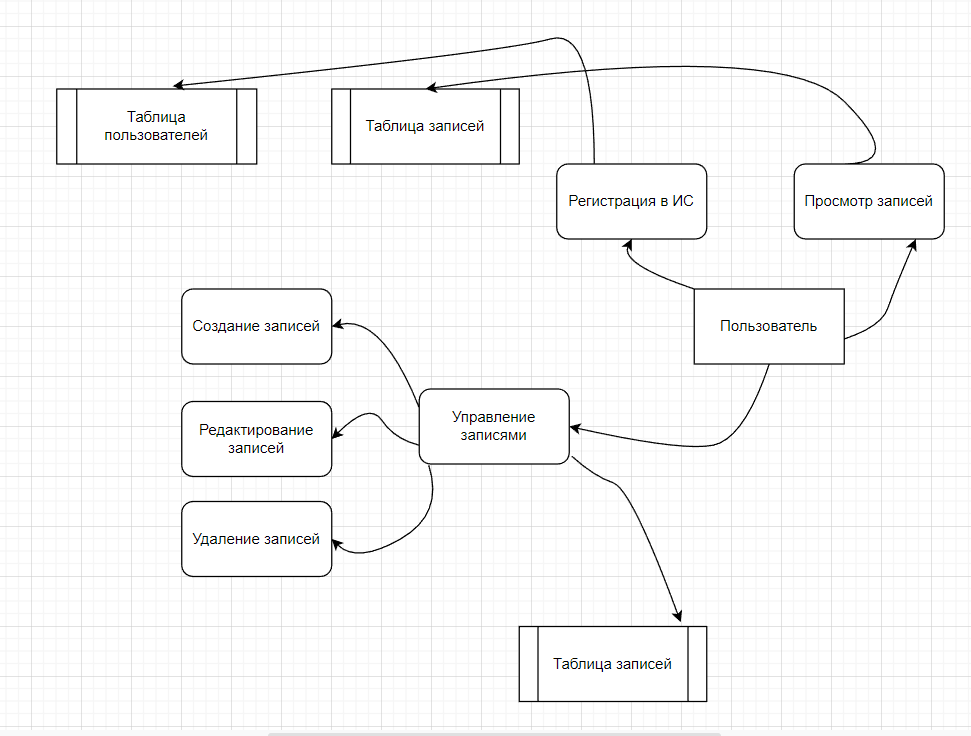 Таблица
пользователей
Таблица записей
Регистрация в ИС
Просмотр записей
Создание записей
Пользователь
Управление
записями
Редактирование
записей
Удаление записей
Таблица записей